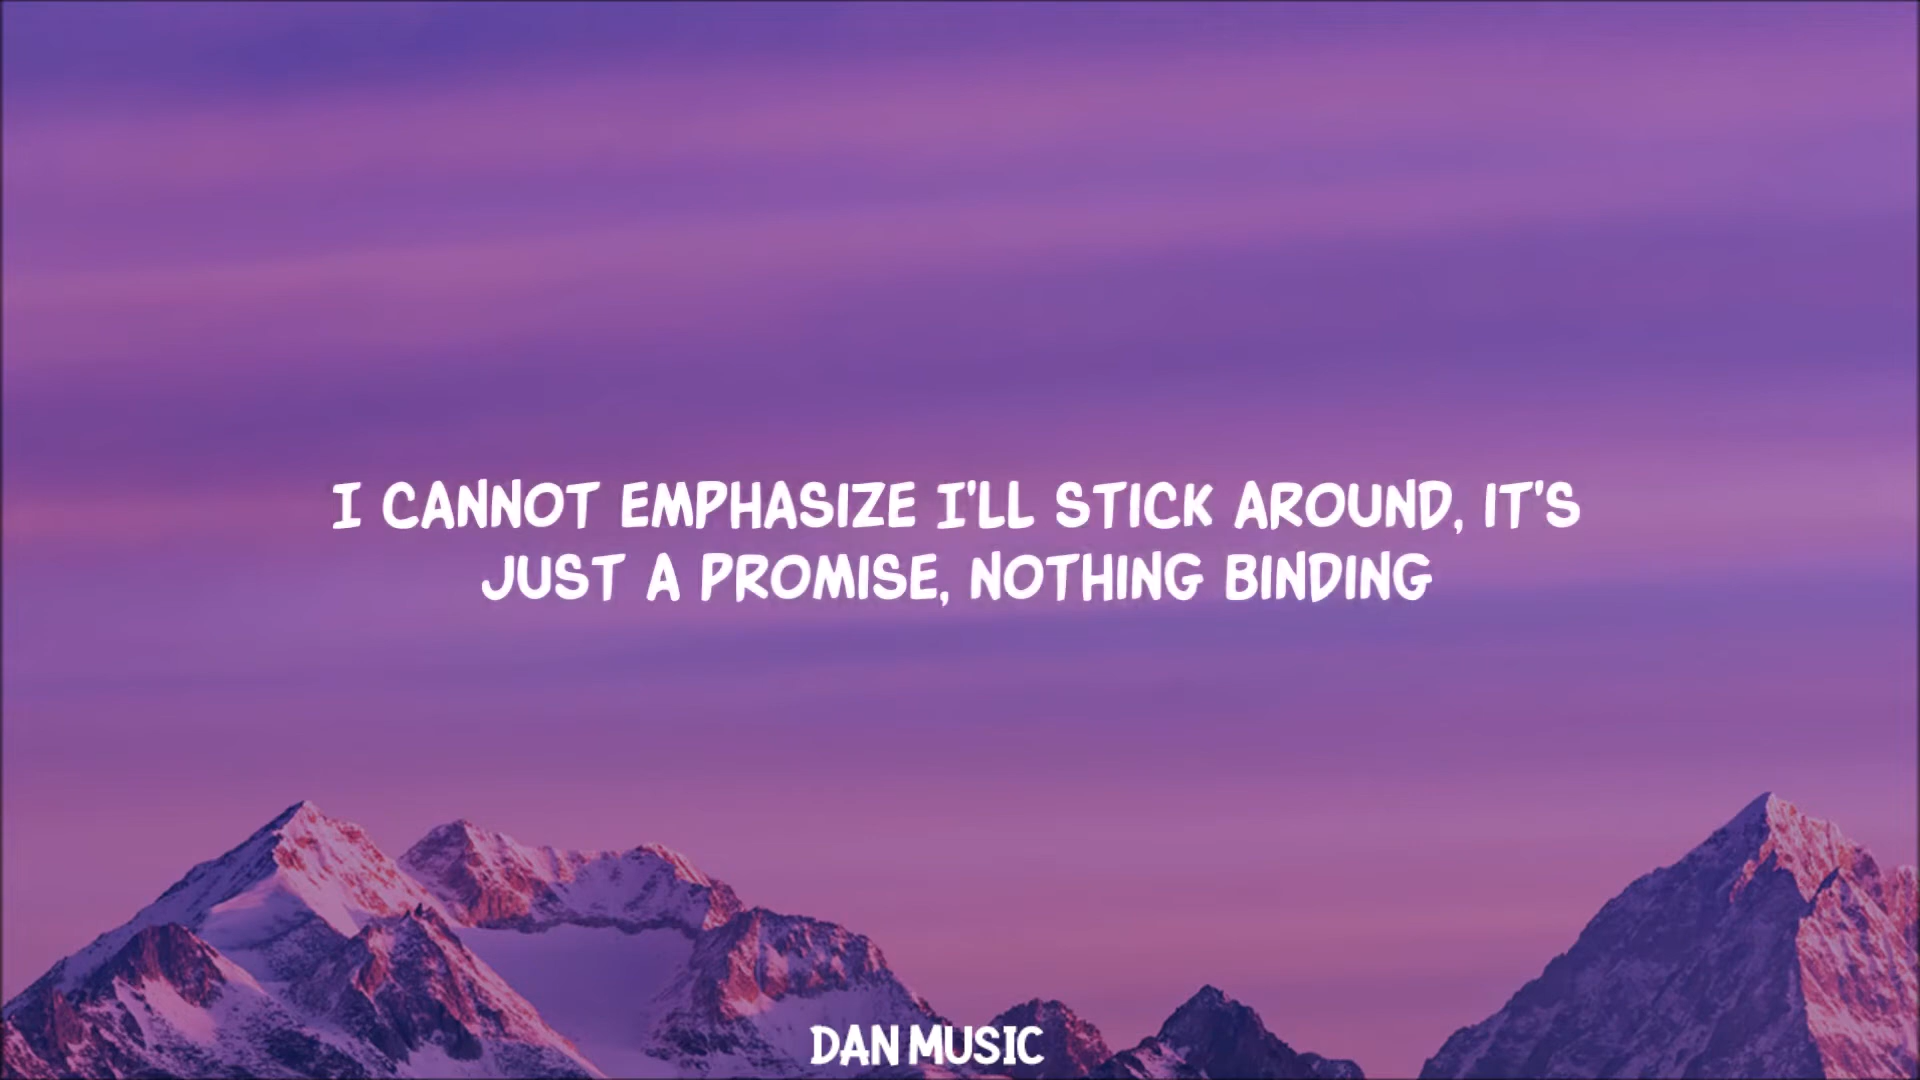 I CANNOT EMPHASIZE I'LL STICK AROUND, IT'S
JUST A PROMISE, NOTHING BINDING
DAN MUSIC